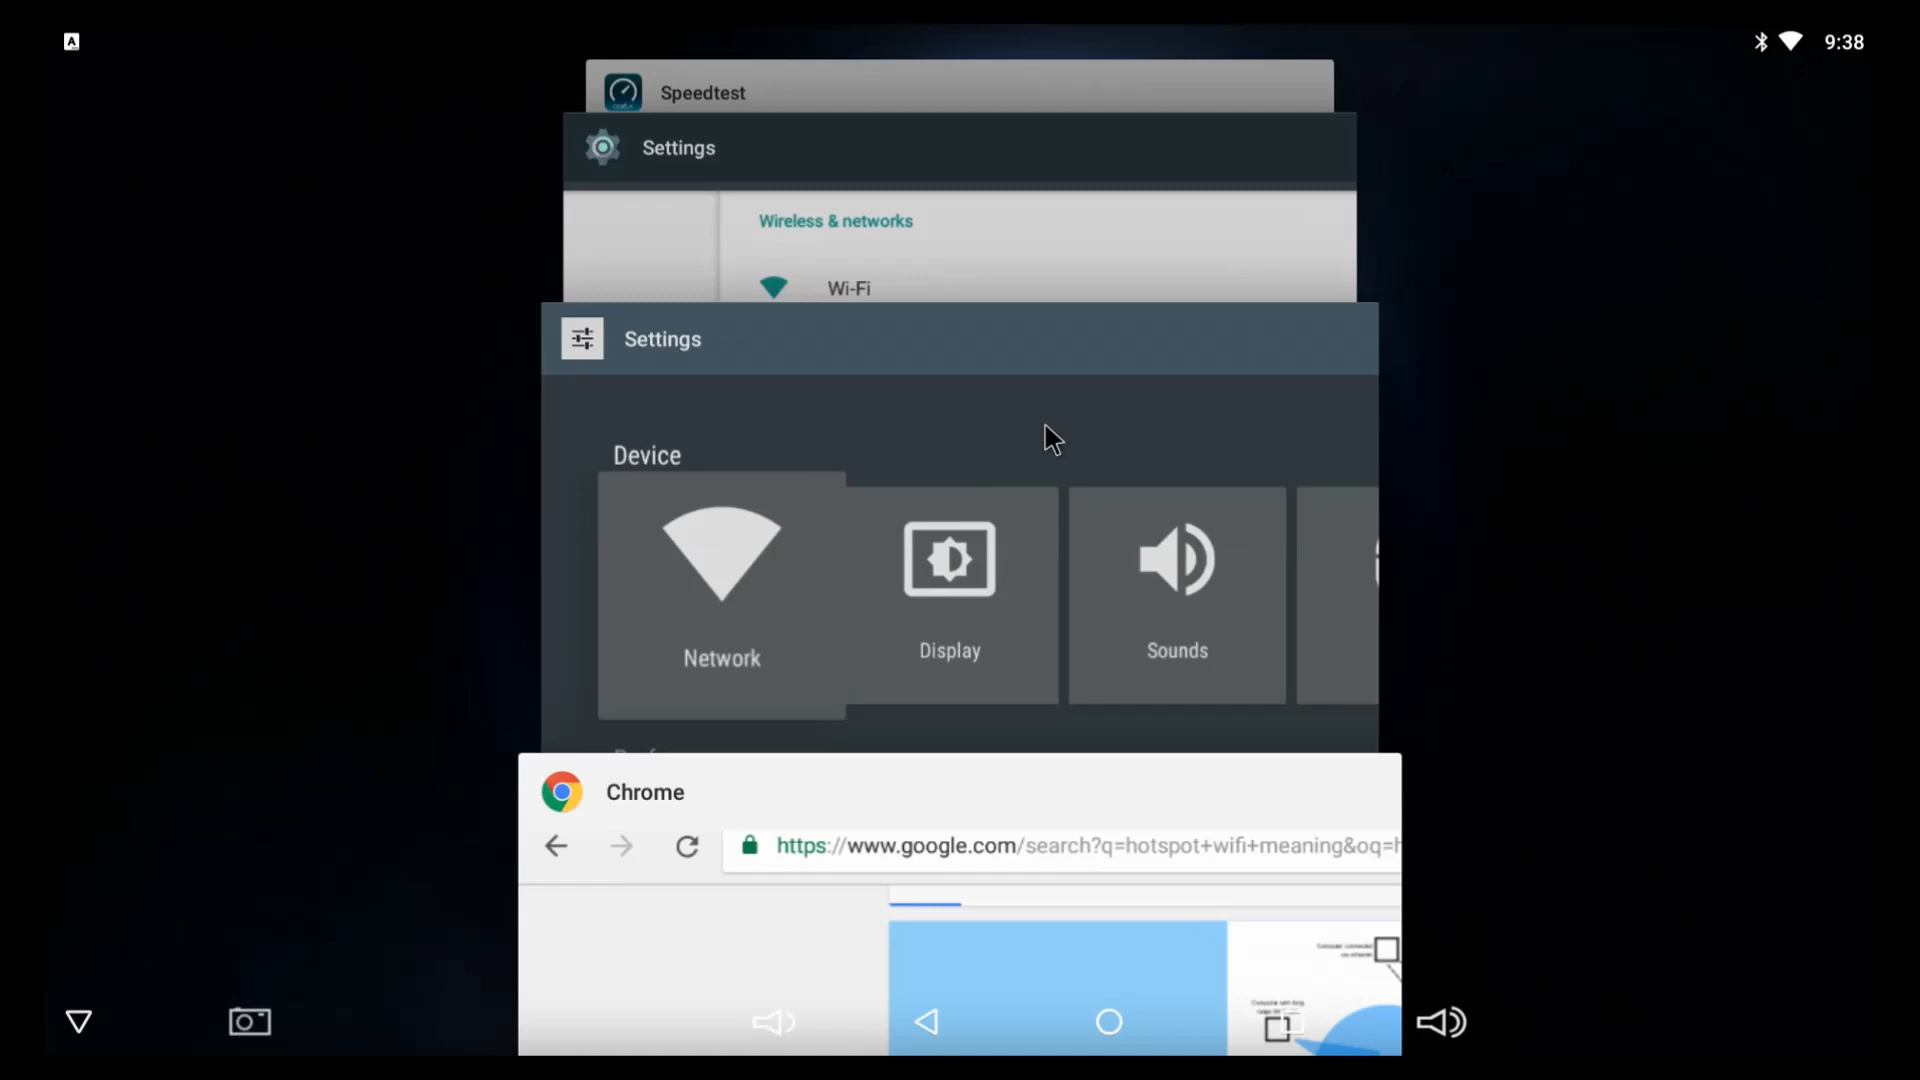 A
9:38
Speedtest
Settings
Wireless & networks
Wi-Fi
Settings
Device
Network
Display
Sounds
Chrome
https://www.google.com/search?q=hotspot+wifi+meaning&oq=h